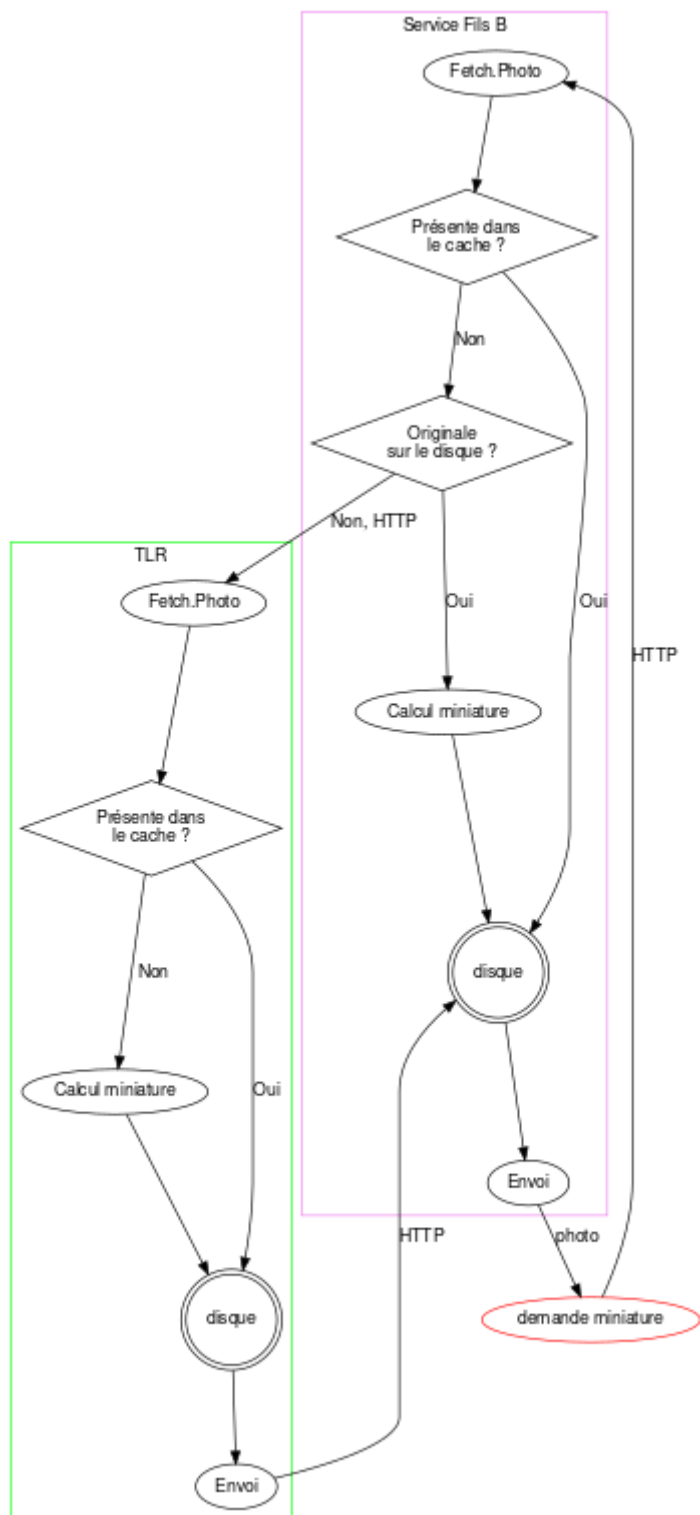 Service Fils B
Fetch.Photo
Présente dans
le cache ?
Non
Originale
sur le disque ?
Non, HTTP
TLR
Fetch.Photo
Oui
Oui
HTTP
Calcul miniature
Présente dans
le cache ?
Non
disque
Calcul miniature
Oui
Envoi
HTTP
photo
disque
demande miniature
Envoi